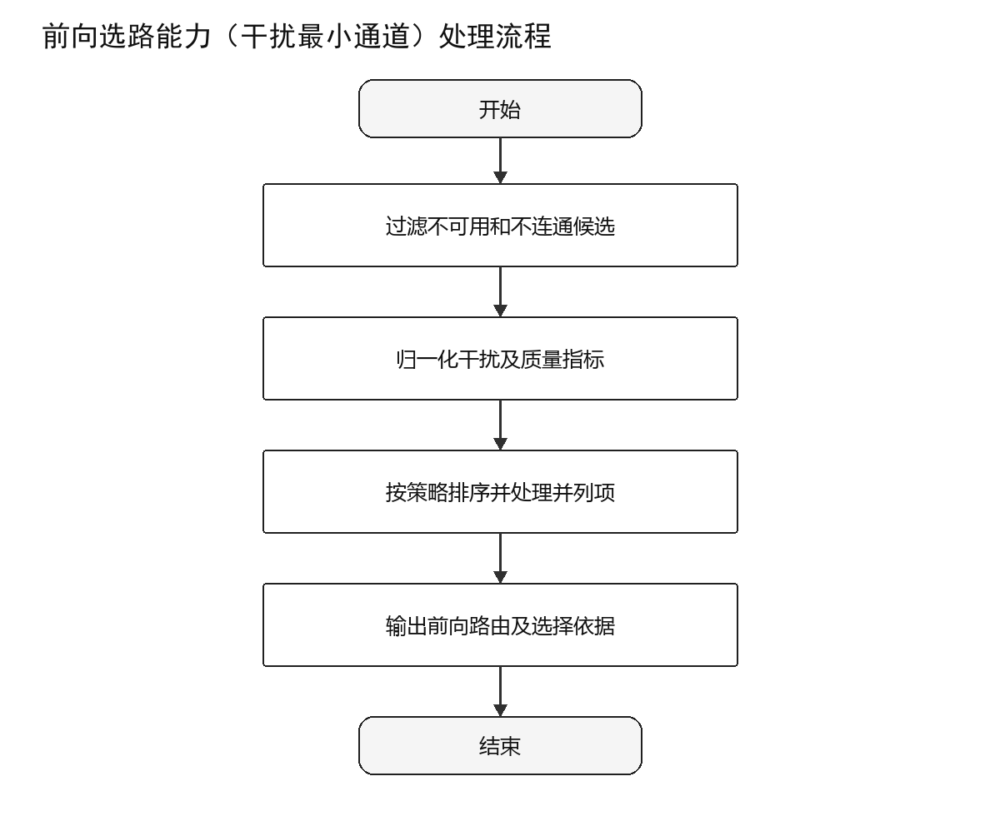 前向选路能力（干扰最小通道）处理流程
开始
过滤不可用和不连通候选
归一化干扰及质量指标
按策略排序并处理并列项
输出前向路由及选择依据
结束